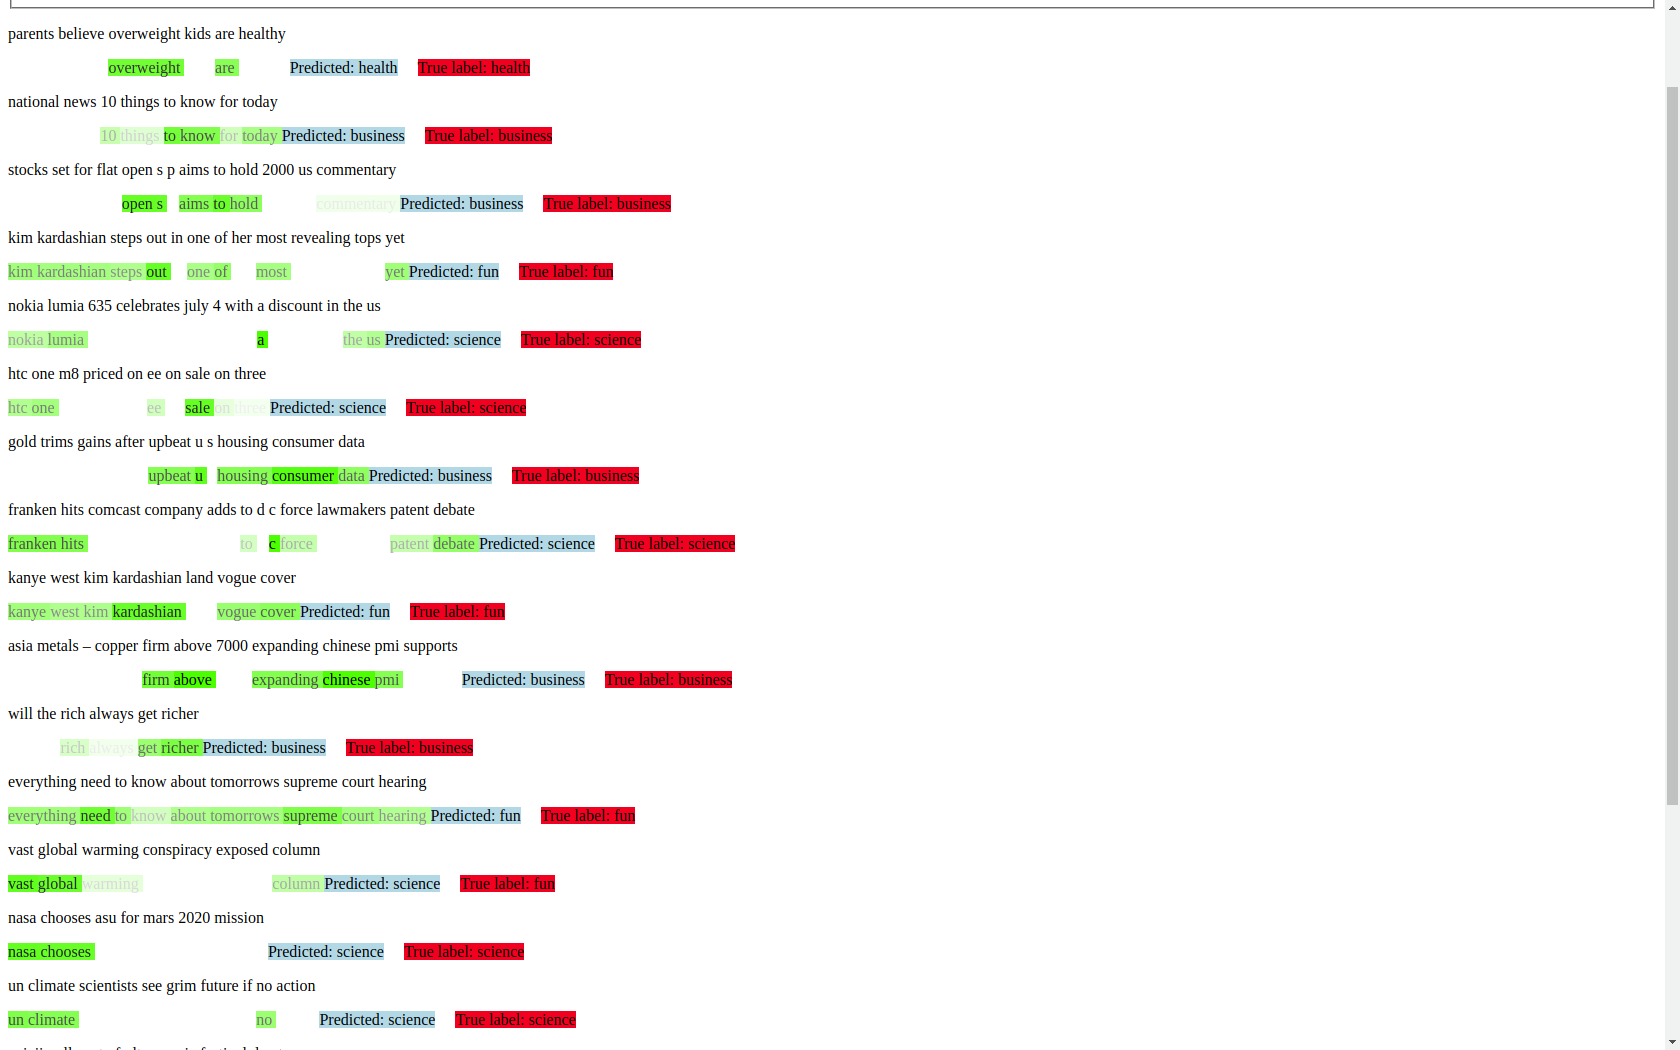 parents believe overweight kids are healthy
overweight are Predicted: health True label: health
national news 10 things to know for today
10 things to know for today Predicted: business True label: business
stocks set for flat open s p aims to hold 2000 us commentary
open s aims to hold commentary Predicted: business True label: business
kim kardashian steps out in one of her most revealing tops yet
kim kardashian steps out one of most yet Predicted: fun True label: fun
nokia lumia 635 celebrates july 4 with a discount in the us
nokia lumia a the us Predicted: science True label: science
htc one m8 priced on ee on sale on three
htc one ee sale on three Predicted: science True label: science
gold trims gains after upbeat u s housing consumer data
upbeat u housing consumer data Predicted: business True label: business
franken hits comcast company adds to d c force lawmakers patent debate
franken hits to c force patent debate Predicted: science True label: science
kanye west kim kardashian land vogue cover
kanye west kim kardashian vogue cover Predicted: fun True label: fun
asia metals – copper firm above 7000 expanding chinese pmi supports
firm above expanding chinese pmi Predicted: business True label: business
will the rich always get richer
rich always get richer Predicted: business True label: business
everything need to know about tomorrows supreme court hearing
everything need to know about tomorrows supreme court hearing Predicted: fun True label: fun
vast global warming conspiracy exposed column
vast global warming column Predicted: science True label: fun
nasa chooses asu for mars 2020 mission
nasa chooses Predicted: science True label: science
un climate scientists see grim future if no action
un climate no Predicted: science True label: science